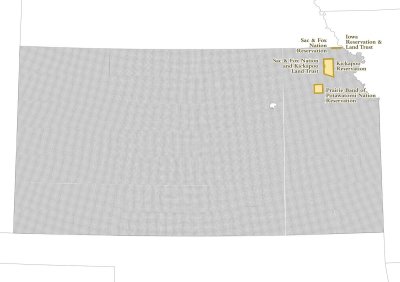 Iowa
Reservation &
Land Trust
Sac & Fox
Nation
Reservation
Sac & Fox Nation
and Kickapoo
Land Trust
Kickapoo
Reservation
Prairie Band of
Potawatomi Nation
Reservation